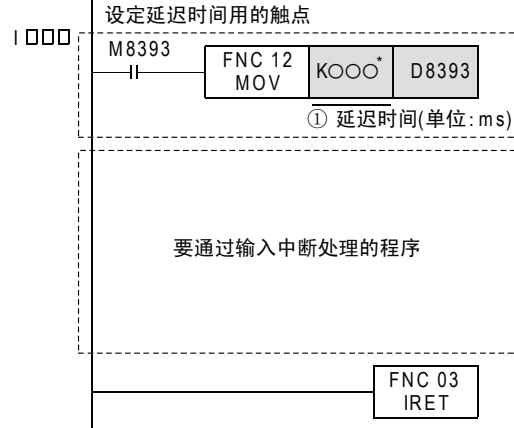 设定延迟时间用的触点
I□□□
M8393
FNC 12
MOV
K○○○*
D8393
① 延迟时间(单位:ms)
要通过输入中断处理的程序
FNC 03
IRET